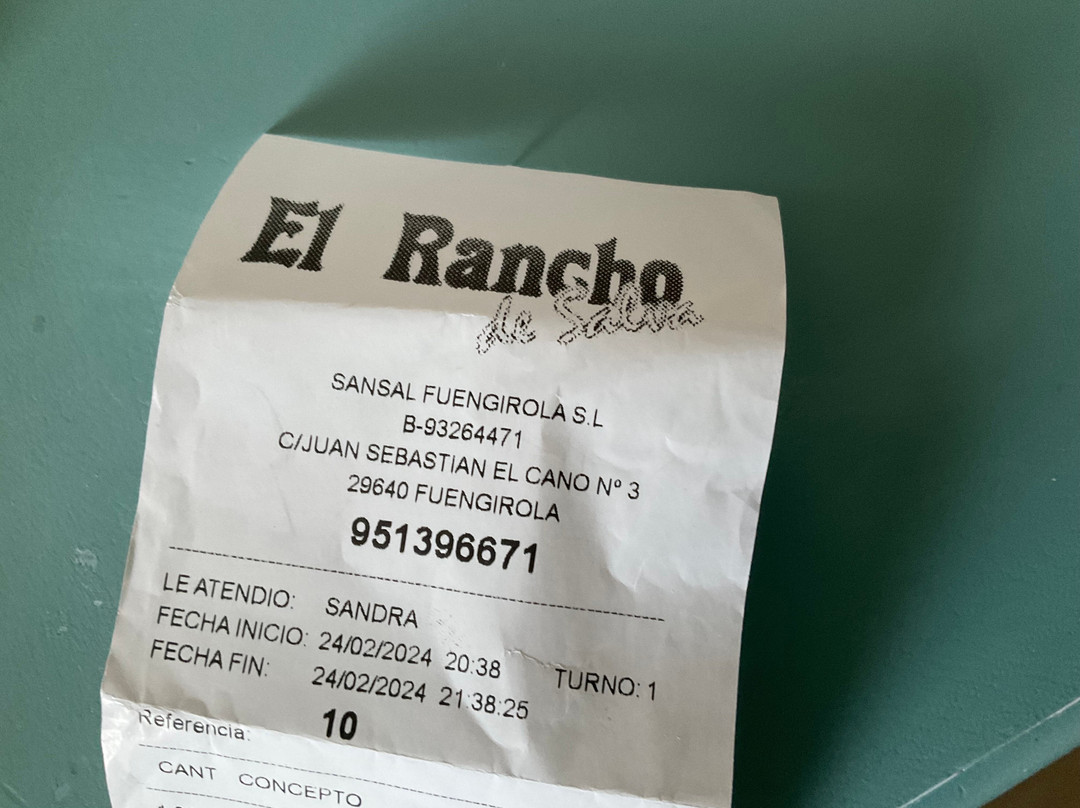 El Rancho
de Salva
SANSAL FUENGIROLA S.L
B-93264471
C/JUAN SEBASTIAN EL CANO Nº 3
29640 FUENGIROLA
951396671
LE ATENDIO: SANDRA
FECHA INICIO: 24/02/2024 20:38 TURNO: 1
FECHA FIN: 24/02/2024 21:38:25
Referencia: 10
CANT CONCEPTO